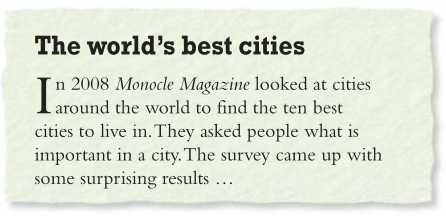 The world's best cities
In 2008 Monocle Magazine looked at cities
around the world to find the ten best
cities to live in. They asked people what is
important in a city. The survey came up with
some surprising results …